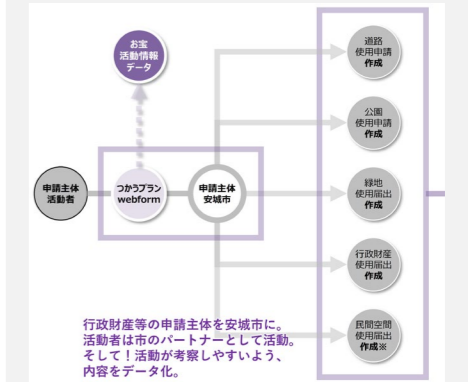 お宝
活動情報
データ
道路
使用申請
作成
公園
使用申請
作成
申請主体
活動者
つかうプラン
webform
申請主体
安城市
緑地
使用届出
作成
行政財産
使用届出
作成
民間空間
使用届出
作成※
行政財産等の申請主体を安城市に。
活動者は市のパートナーとして活動。
そして！活動が考察しやすいよう、
内容をデータ化。